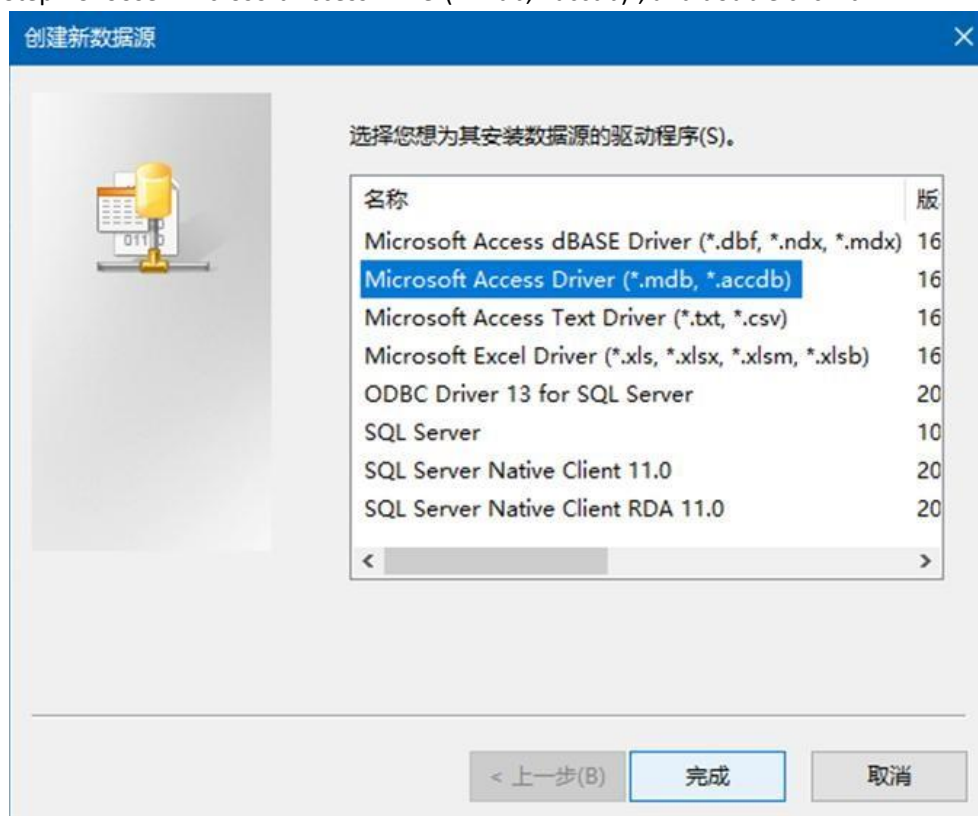 创建新数据源
选择您想为其安装数据源的驱动程序(S)。
名称 版
Microsoft Access dBASE Driver (*.dbf, *.ndx, *.mdx) 16
Microsoft Access Driver (*.mdb, *.accdb) 16
Microsoft Access Text Driver (*.txt, *.csv) 16
Microsoft Excel Driver (*.xls, *.xlsx, *.xlsm, *.xlsb) 16
ODBC Driver 13 for SQL Server 20
SQL Server 10
SQL Server Native Client 11.0 20
SQL Server Native Client RDA 11.0 20
< 上一步(B) 完成 取消